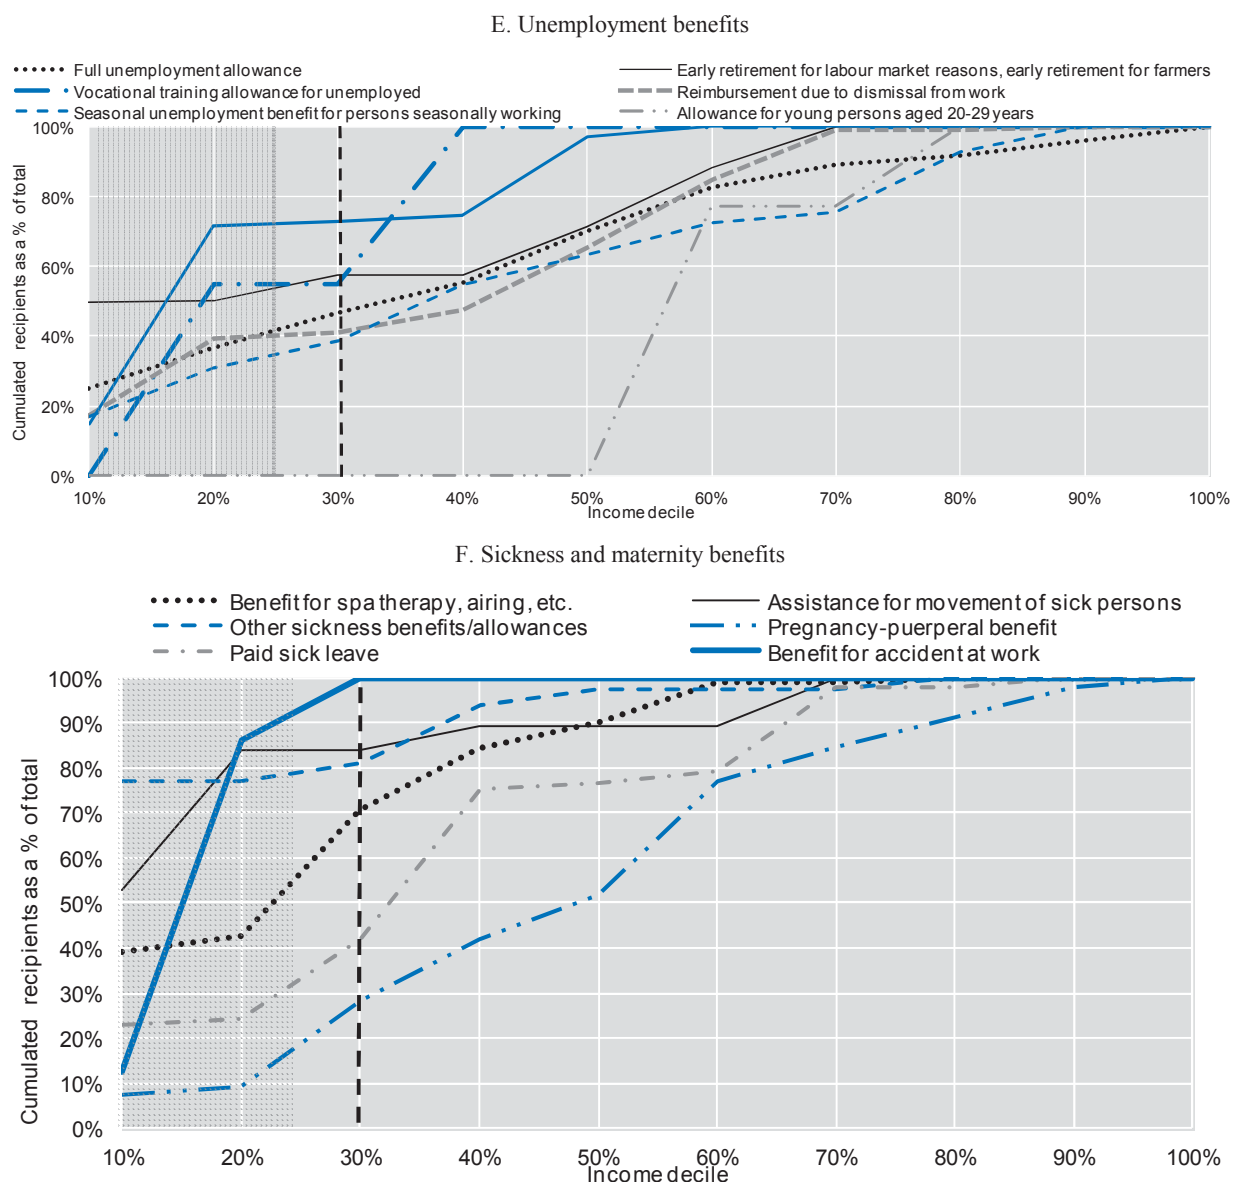 E. Unemployment benefits
Full unemployment allowance
Early retirement for labour market reasons, early retirement for farmers
Vocational training allowance for unemployed
Reimbursement due to dismissal from work
Seasonal unemployment benefit for persons seasonally working
Allowance for young persons aged 20-29 years
Cumulated recipients as a % of total
100%
80%
60%
40%
20%
0%
10% 20% 30% 40% 50% 60% 70% 80% 90% 100%
Income decile
F. Sickness and maternity benefits
Benefit for spa therapy, airing, etc.
Assistance for movement of sick persons
Other sickness benefits/allowances
Pregnancy-puerperal benefit
Paid sick leave
Benefit for accident at work
Cumulated recipients as a % of total
100%
90%
80%
70%
60%
50%
40%
30%
20%
10%
0%
10% 20% 30% 40% 50% 60% 70% 80% 90% 100%
Income decile